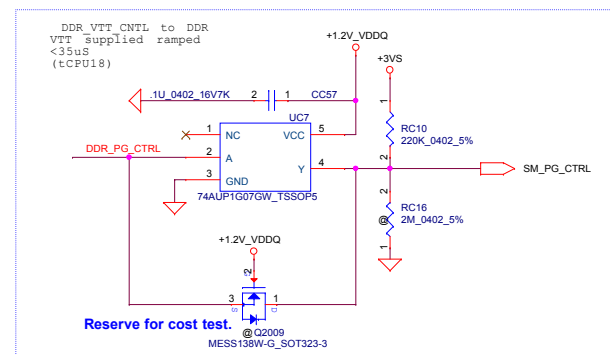 DDR_VTT_CNTL to DDR
VTT supplied ramped
<35uS
(tCPU18)
+1.2V_VDDQ
+3VS
.1U_0402_16V7K
2
1
CC57
UC7
1
NC
VCC
5
DDR_PG_CTRL
2
A
3
GND
Y
4
74AUP1G07GW_TSSOP5
1
RC10
220K_0402_5%
2
SM_PG_CTRL
2
RC16
@
2M_0402_5%
1
+1.2V_VDDQ
2
G
3
S
1
D
Reserve for cost test.
@
Q2009
MESS138W-G_SOT323-3